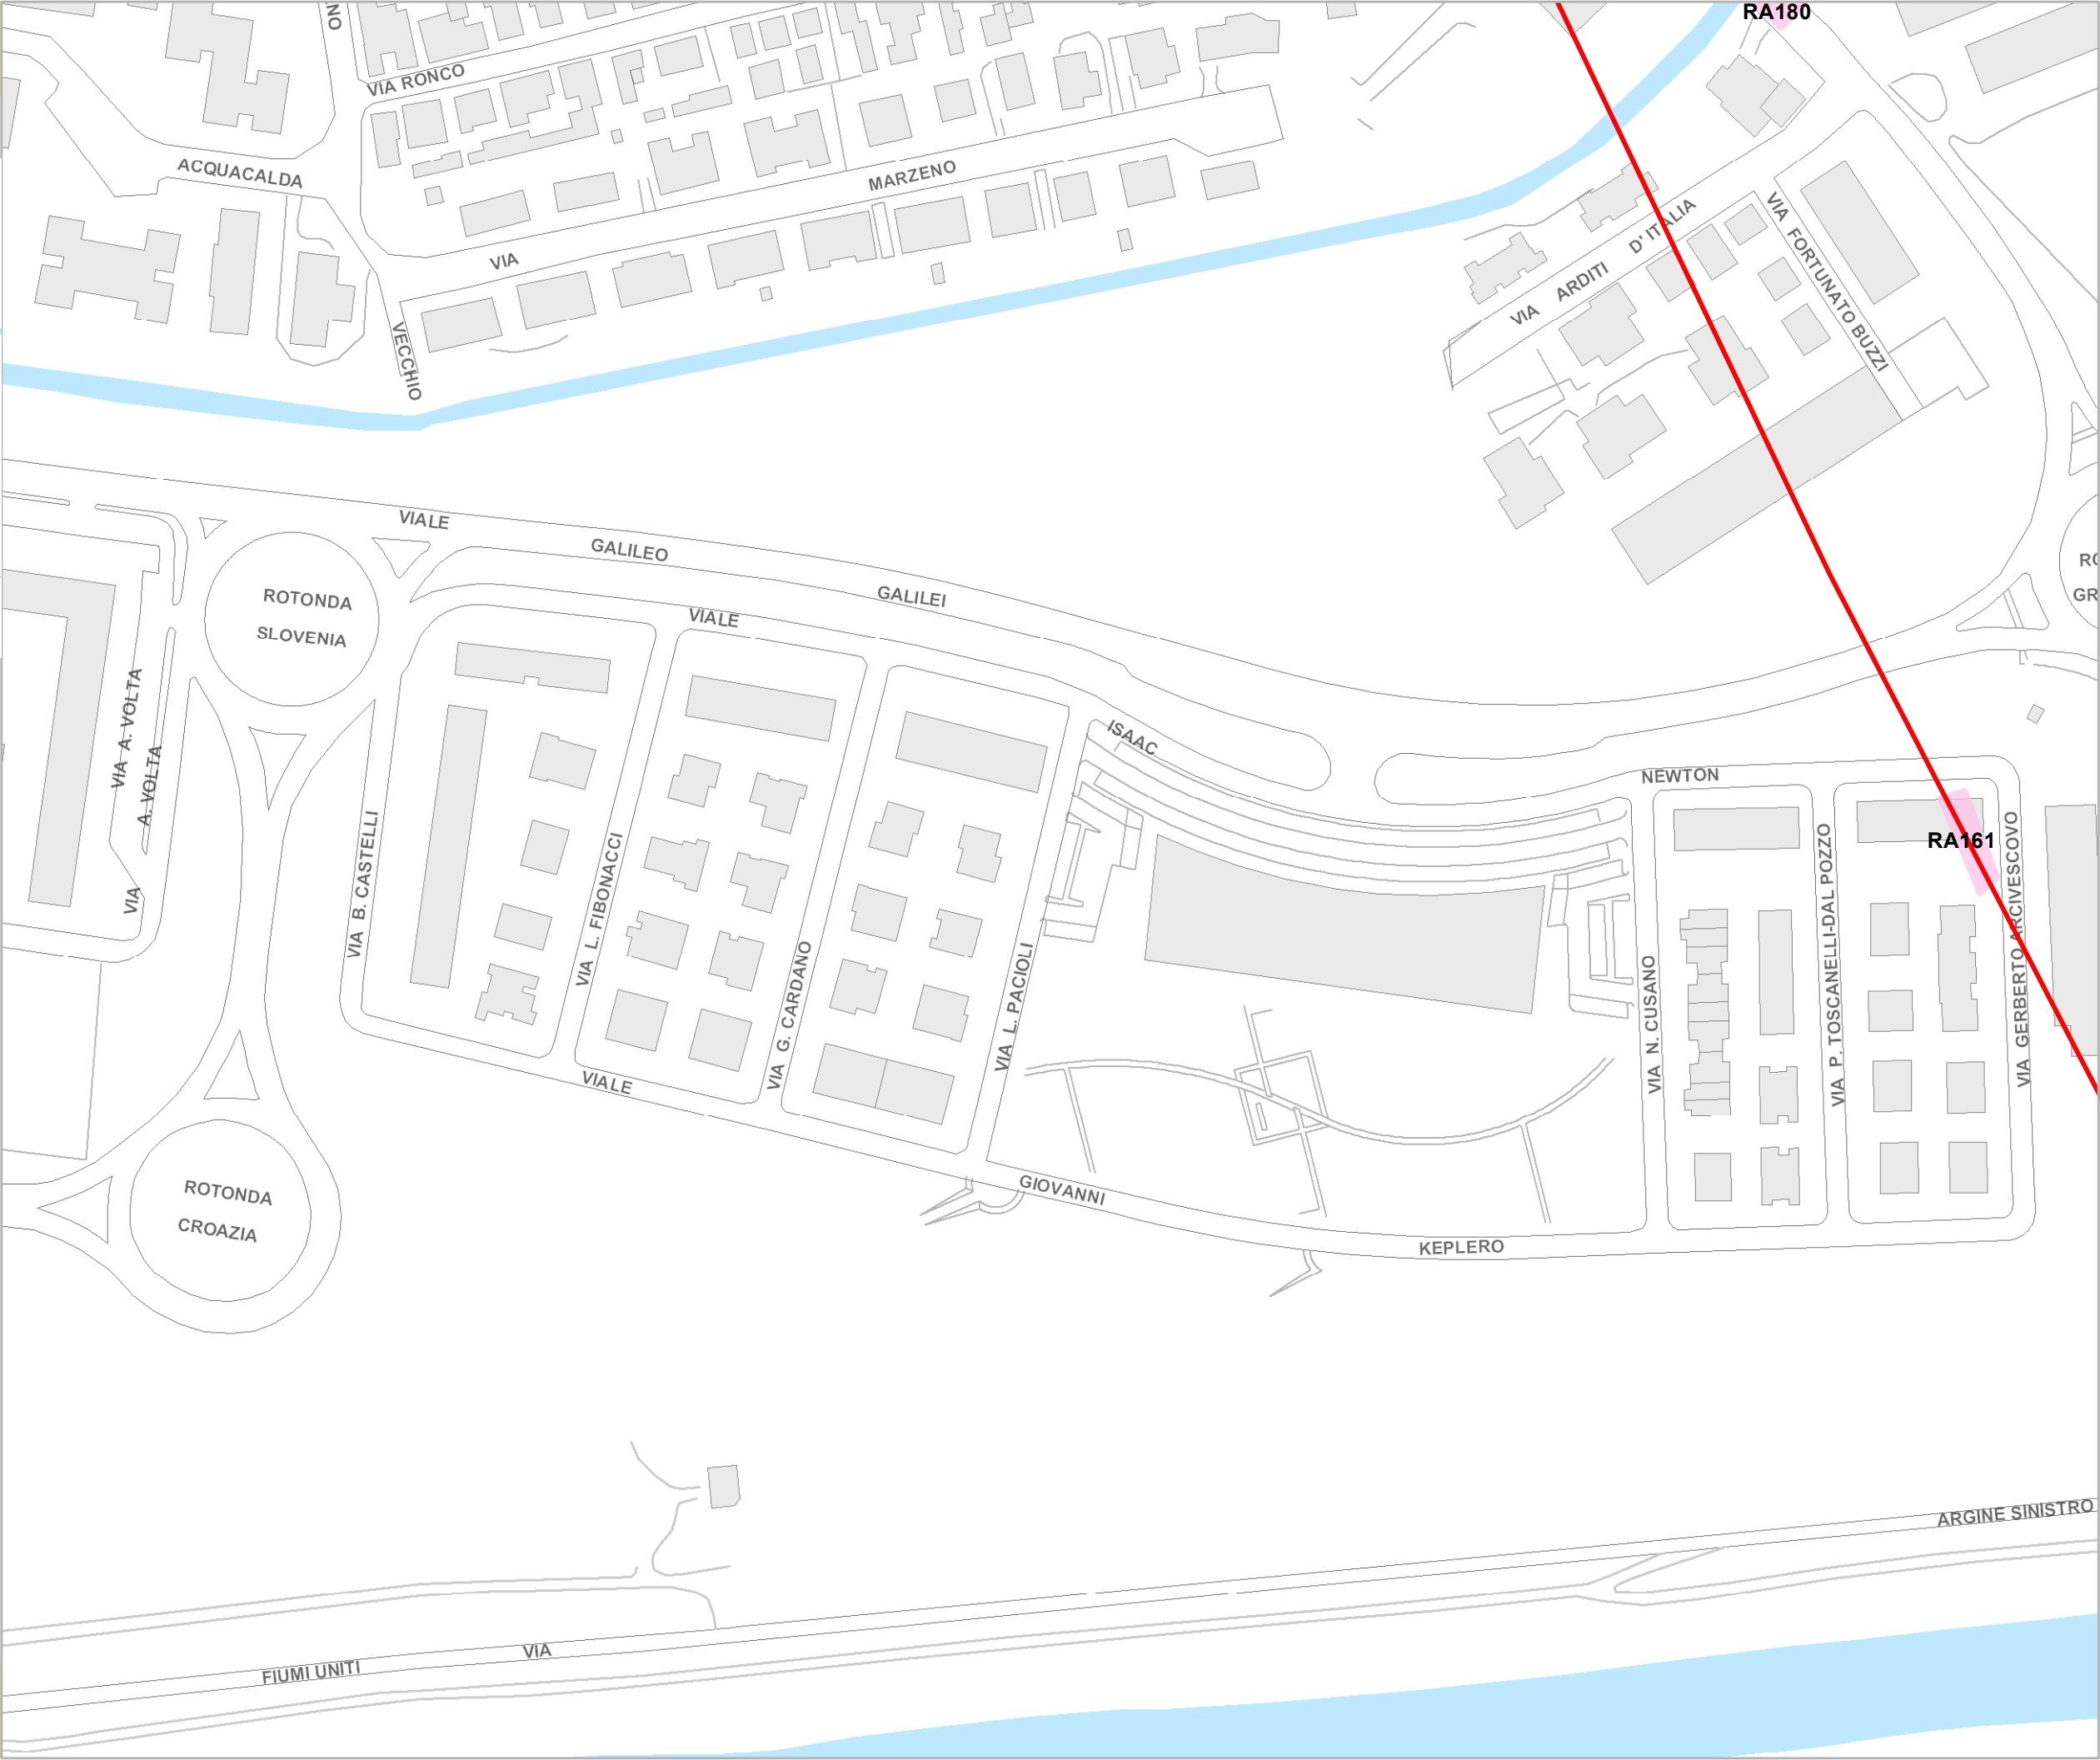 RA180
NO
VIA RONCO
ACQUACALDA
MARZENO
VIA
VECCHIO
VIA ARDITI D' ITALIA
VIA FORTUNATO BUZZI
VIALE
GALILEO
GALILEI
ROTONDA
SLOVENIA
VIALE
ISAAC
NEWTON
RO
GR
VIA A. VOLTA
A. VOLTA
VIA
VIA B. CASTELLI
VIA L. FIBONACCI
VIA G. CARDANO
VIA L. PACIOLI
VIA N. CUSANO
VIA P. TOSCANELLI-DAL POZZO
RA161
VIA GERBERTO ARCIVESCOVO
VIALE
GIOVANNI
KEPLERO
ROTONDA
CROAZIA
ARGINE SINISTRO
VIA
FIUMI UNITI